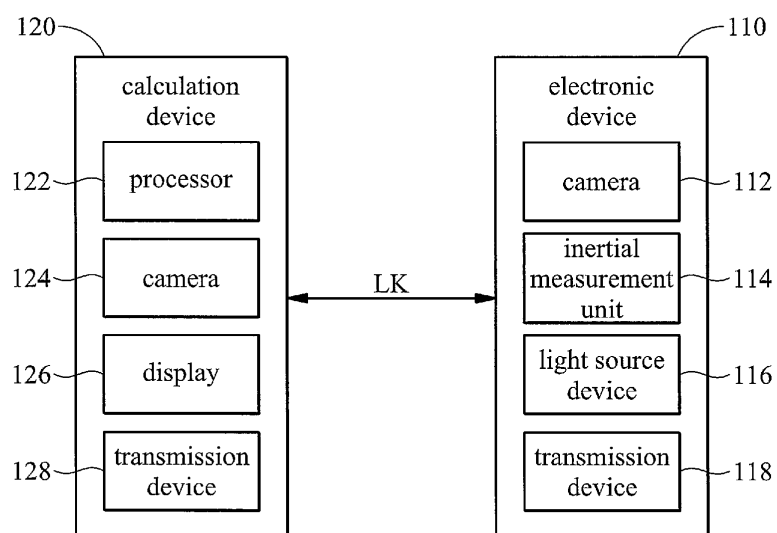 120
110
calculation
device
electronic
device
122
processor
camera
112
124
camera
LK
inertial
measurement
unit
114
126
display
light source
device
116
128
transmission
device
transmission
device
118